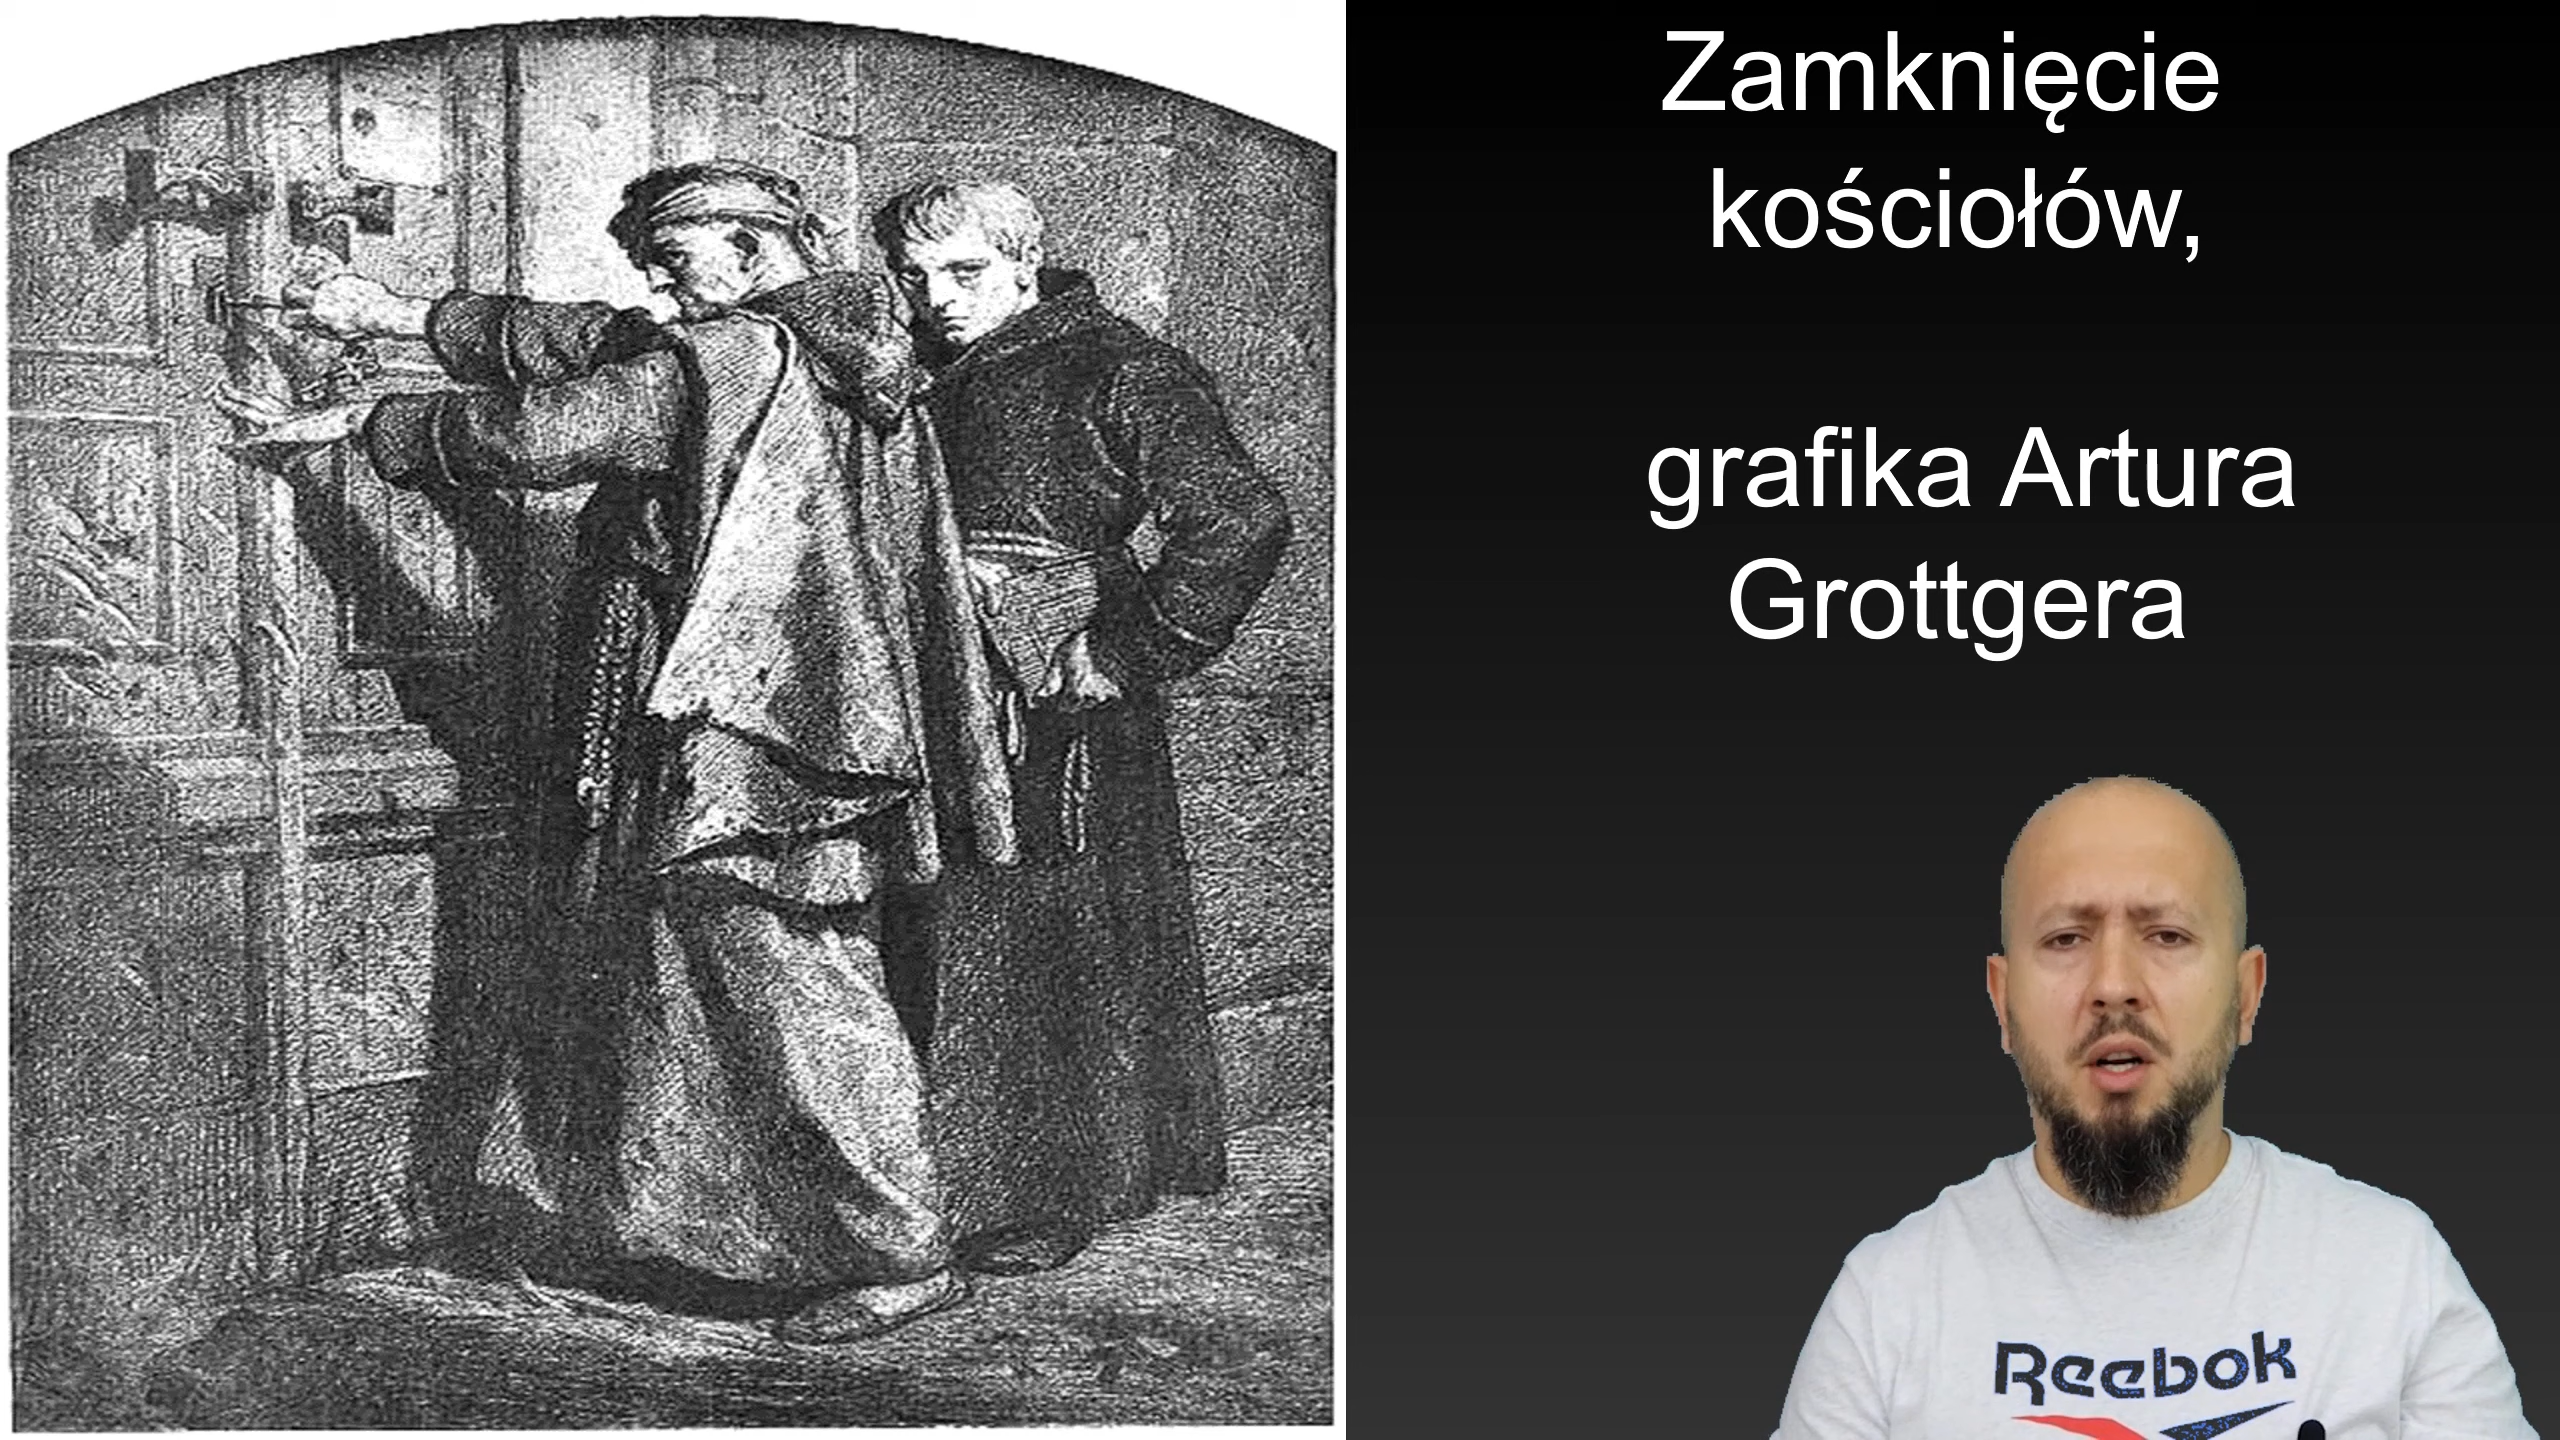 Zamknięcie
kościołów,
grafika Artura
Grottgera
Reebok